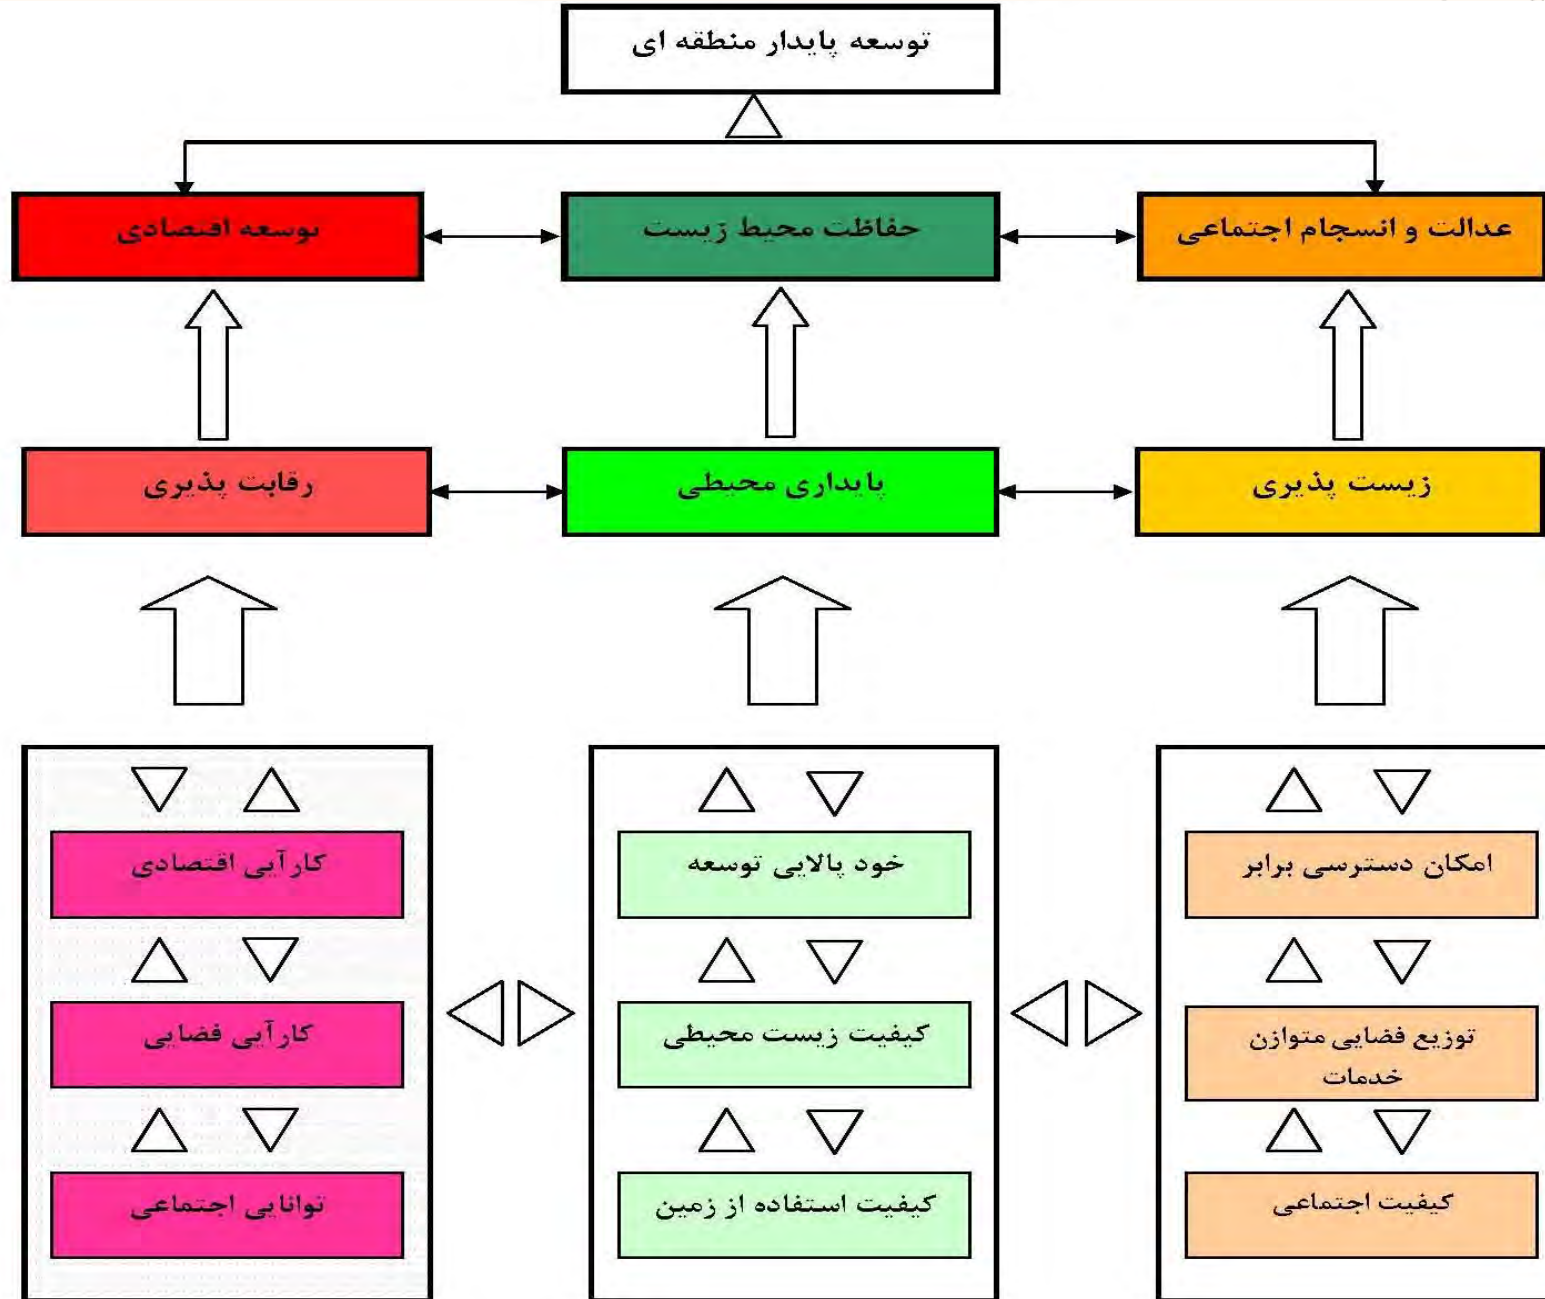 توسعه پایدار منطقه ای
عدالت و انسجام اجتماعی
حفاظت محیط زیست
توسعه اقتصادی
زیست پذیری
پایداری محیطی
رقابت پذیری
امکان دسترسی برابر
خود پالایی توسعه
کارآیی اقتصادی
توزیع فضایی متوازن
خدمات
کیفیت زیست محیطی
کارآیی فضایی
کیفیت اجتماعی
کیفیت استفاده از زمین
توانایی اجتماعی